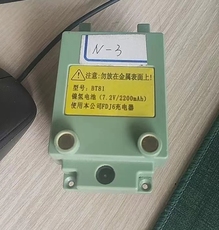 N-3
注意:勿放在金属表面上!
型号: BTB1
镍氢电池(7.2V/2200mAh)
使用本公司FDJ6充电器